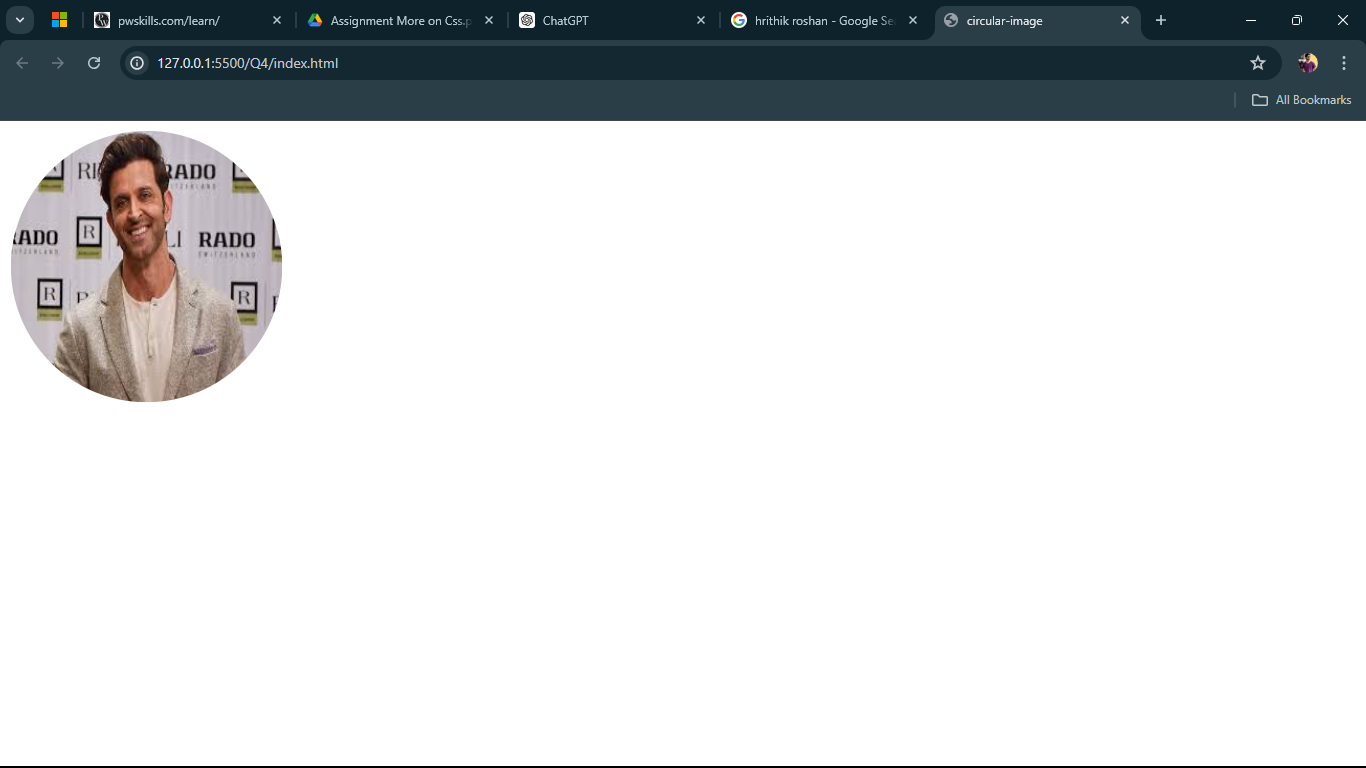 pwskills.com/learn/
Assignment More on Css.p
ChatGPT
hrithik roshan - Google Se
circular-image
127.0.0.1:5500/Q4/index.html
All Bookmarks
RADO
SWITZERLAND
R
RADO
R
LI
RADO
SWITZERLAND
R
R